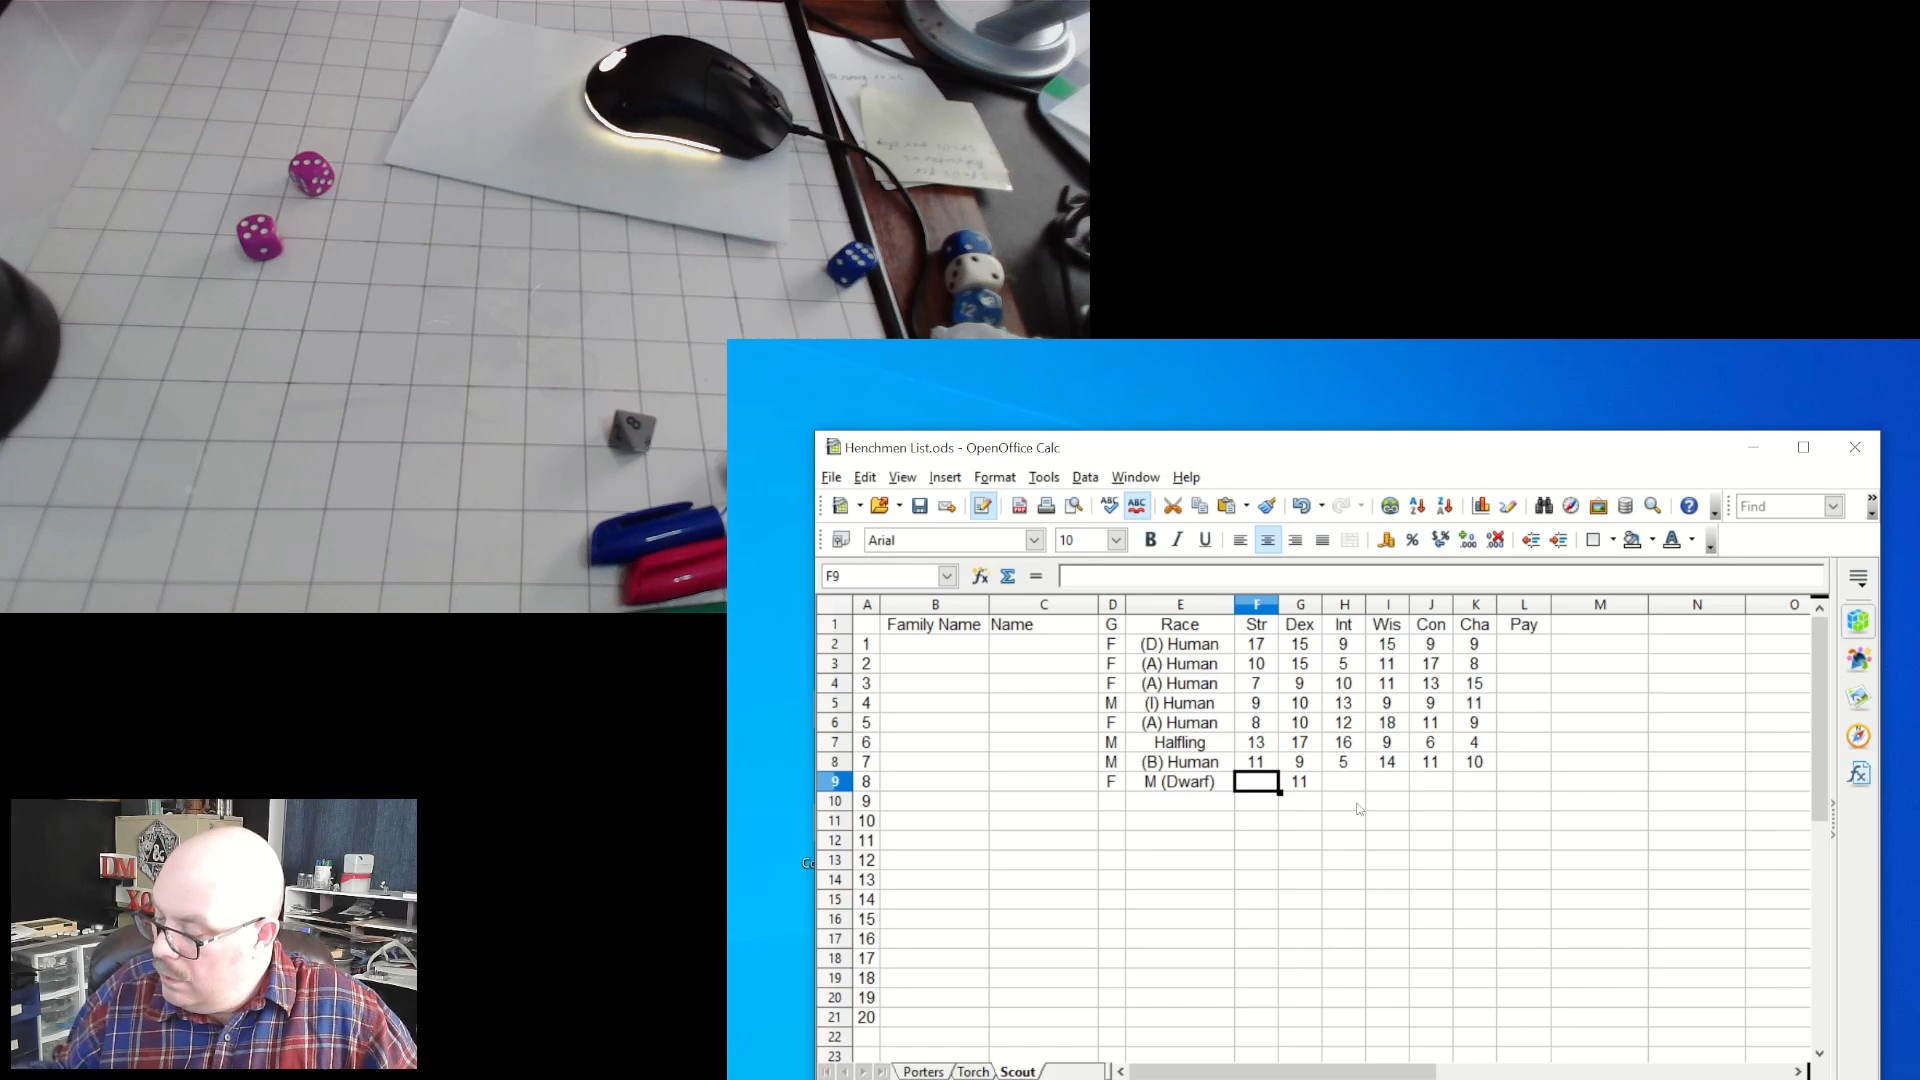 8
12
DM
XO
&
Henchmen List.ods - OpenOffice Calc
File Edit View Insert Format Tools Data Window Help
Find
Arial 10 B I U
F9
A B C D E F G H I J K L M N O
1 Family Name Name G Race Str Dex Int Wis Con Cha Pay
2 1 F (D) Human 17 15 9 15 9 9
3 2 F (A) Human 10 15 5 11 17 8
4 3 F (A) Human 7 9 10 11 13 15
5 4 M (I) Human 9 10 13 9 9 11
6 5 F (A) Human 8 10 12 18 11 9
7 6 M Halfling 13 17 16 9 6 4
8 7 M (B) Human 11 9 5 14 11 10
9 8 F M (Dwarf) 11
10 9
11 10
12 11
13 12
14 13
15 14
16 15
17 16
18 17
19 18
20 19
21 20
22
23
Porters Torch Scout